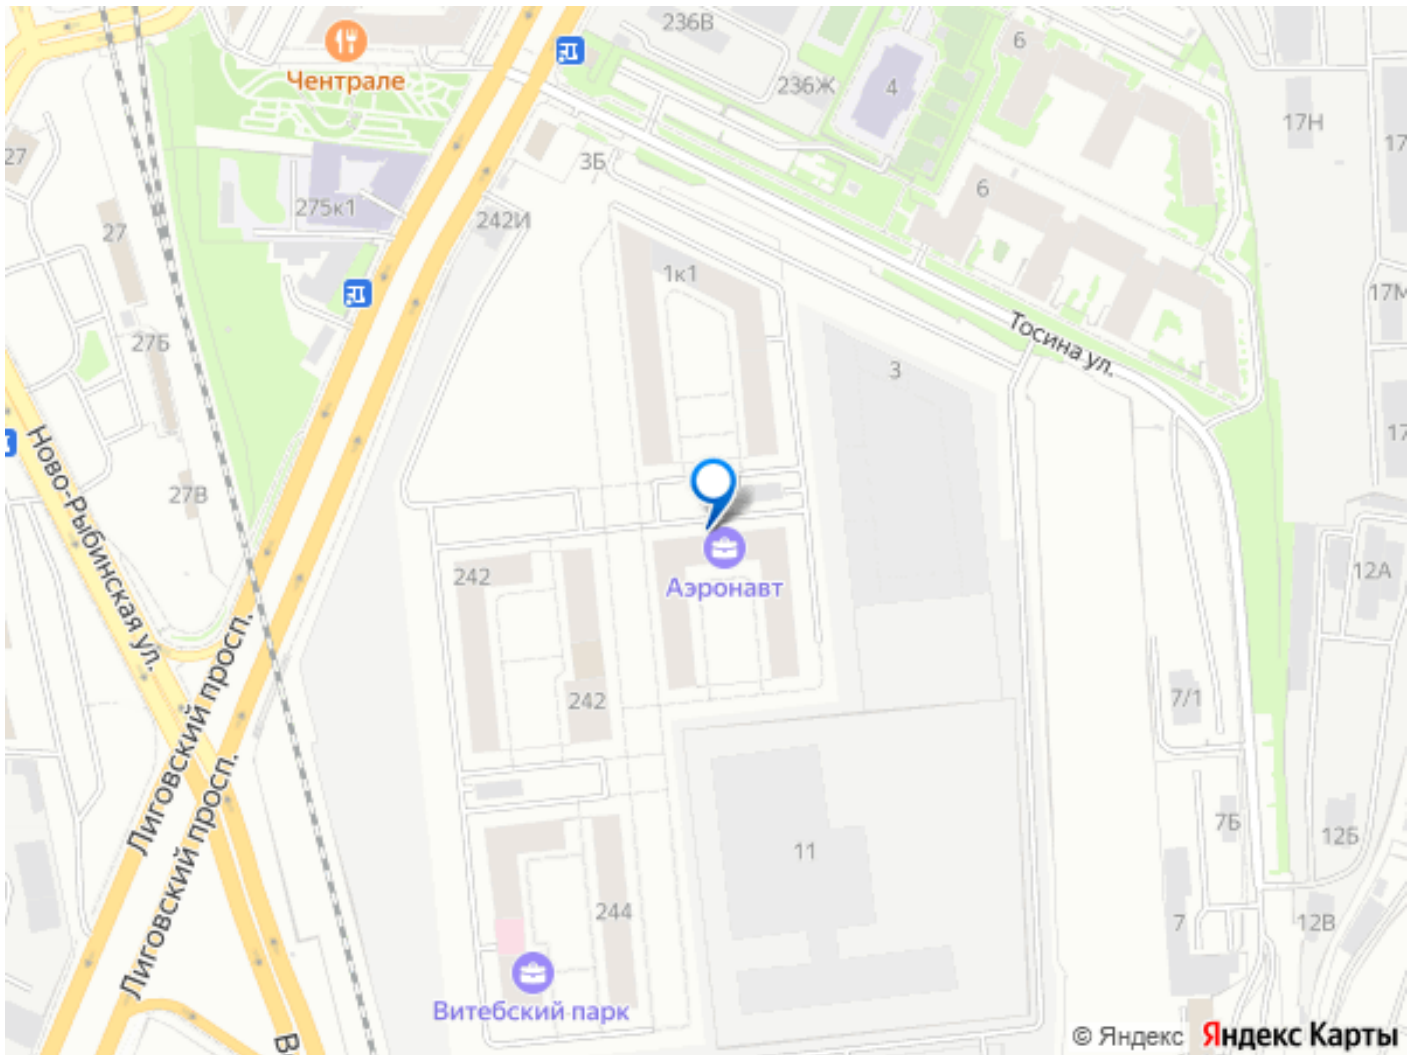 236В
6
Чентрале
236Ж
4
17Н
17
27
3Б
6
275к1
242И
27
1к1
17М
27Б
Тосина ул.
3
17
Ново-Рыбинская ул.
27В
242
Аэронавт
12А
Лиговский просп.
242
7/1
Лиговский просп.
7Б
12Б
11
244
7
12В
Витебский парк
В
© Яндекс Яндекс Карты